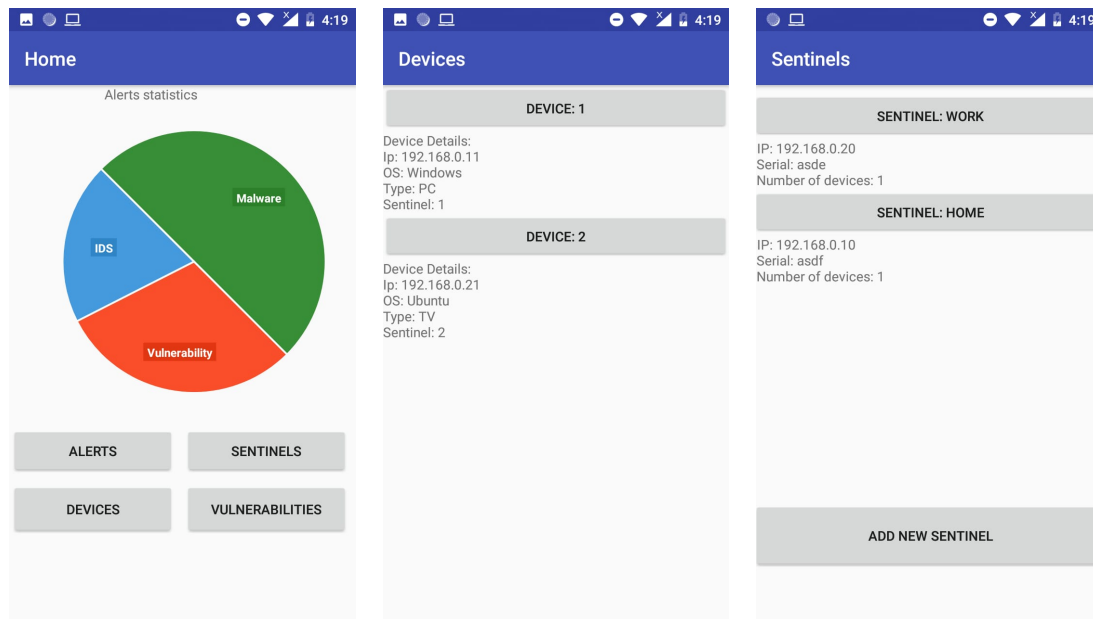 4:19
Home
Alerts statistics
Malware
IDS
Vulnerability
ALERTS
SENTINELS
DEVICES
VULNERABILITIES
X 4:19
Devices
DEVICE: 1
Device Details:
Ip: 192.168.0.11
OS: Windows
Type: PC
Sentinel: 1
DEVICE: 2
Device Details:
Ip: 192.168.0.21
OS: Ubuntu
Type: TV
Sentinel: 2
4:19
Sentinels
SENTINEL: WORK
IP: 192.168.0.20
Serial: asde
Number of devices: 1
SENTINEL: HOME
IP: 192.168.0.10
Serial: asdf
Number of devices: 1
ADD NEW SENTINEL